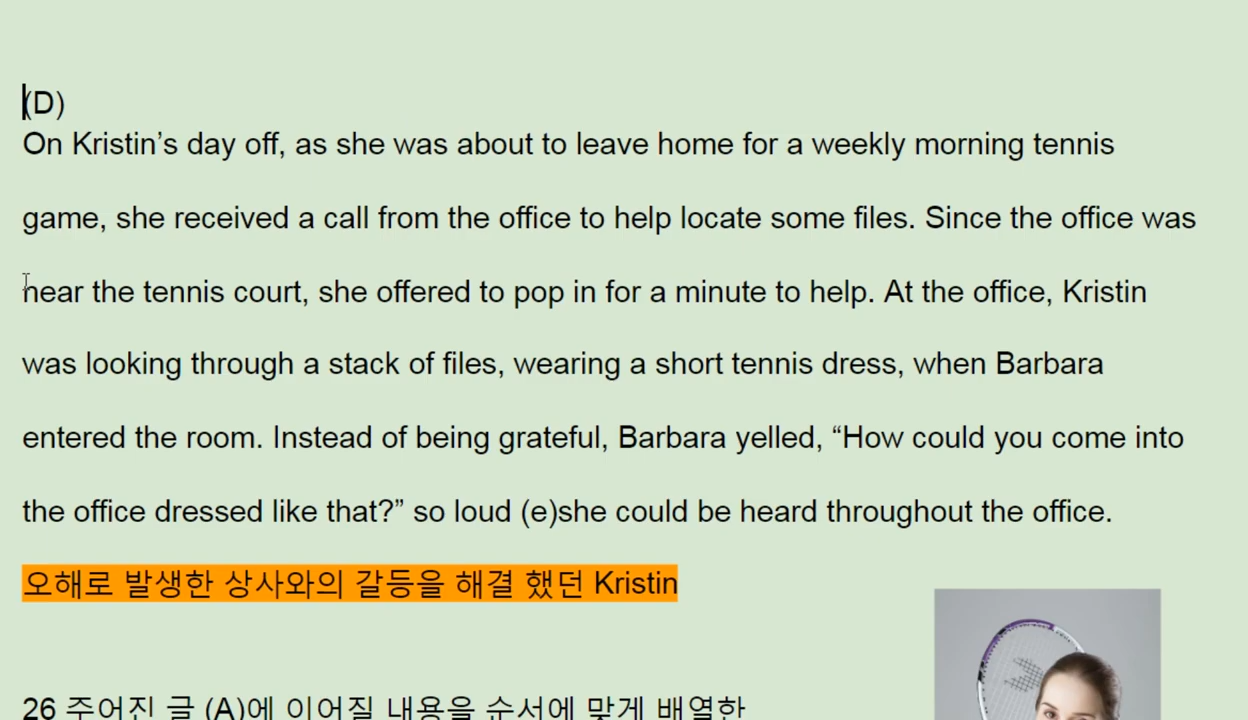 (D)
On Kristin’s day off, as she was about to leave home for a weekly morning tennis
game, she received a call from the office to help locate some files. Since the office was
near the tennis court, she offered to pop in for a minute to help. At the office, Kristin
was looking through a stack of files, wearing a short tennis dress, when Barbara
entered the room. Instead of being grateful, Barbara yelled, “How could you come into
the office dressed like that?” so loud (e)she could be heard throughout the office.
오해로 발생한 상사와의 갈등을 해결 했던 Kristin
26 주어진 글 (A)에 이어질 내용을 순서에 맞게 배열한